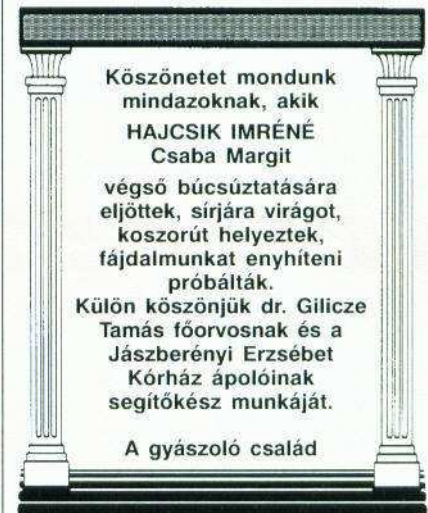 Köszönetet mondunk
mindazoknak, akik
HAJCSIK IMRÉNÉ
Csaba Margit
végső búcsúztatására
eljöttek, sírjára virágot,
koszorút helyeztek,
fájdalmunkat enyhíteni
próbálták.
Külön köszönjük dr. Gilicze
Tamás főorvosnak és a
Jászberényi Erzsébet
Kórház ápolóinak
segítőkész munkáját.
A gyászoló család